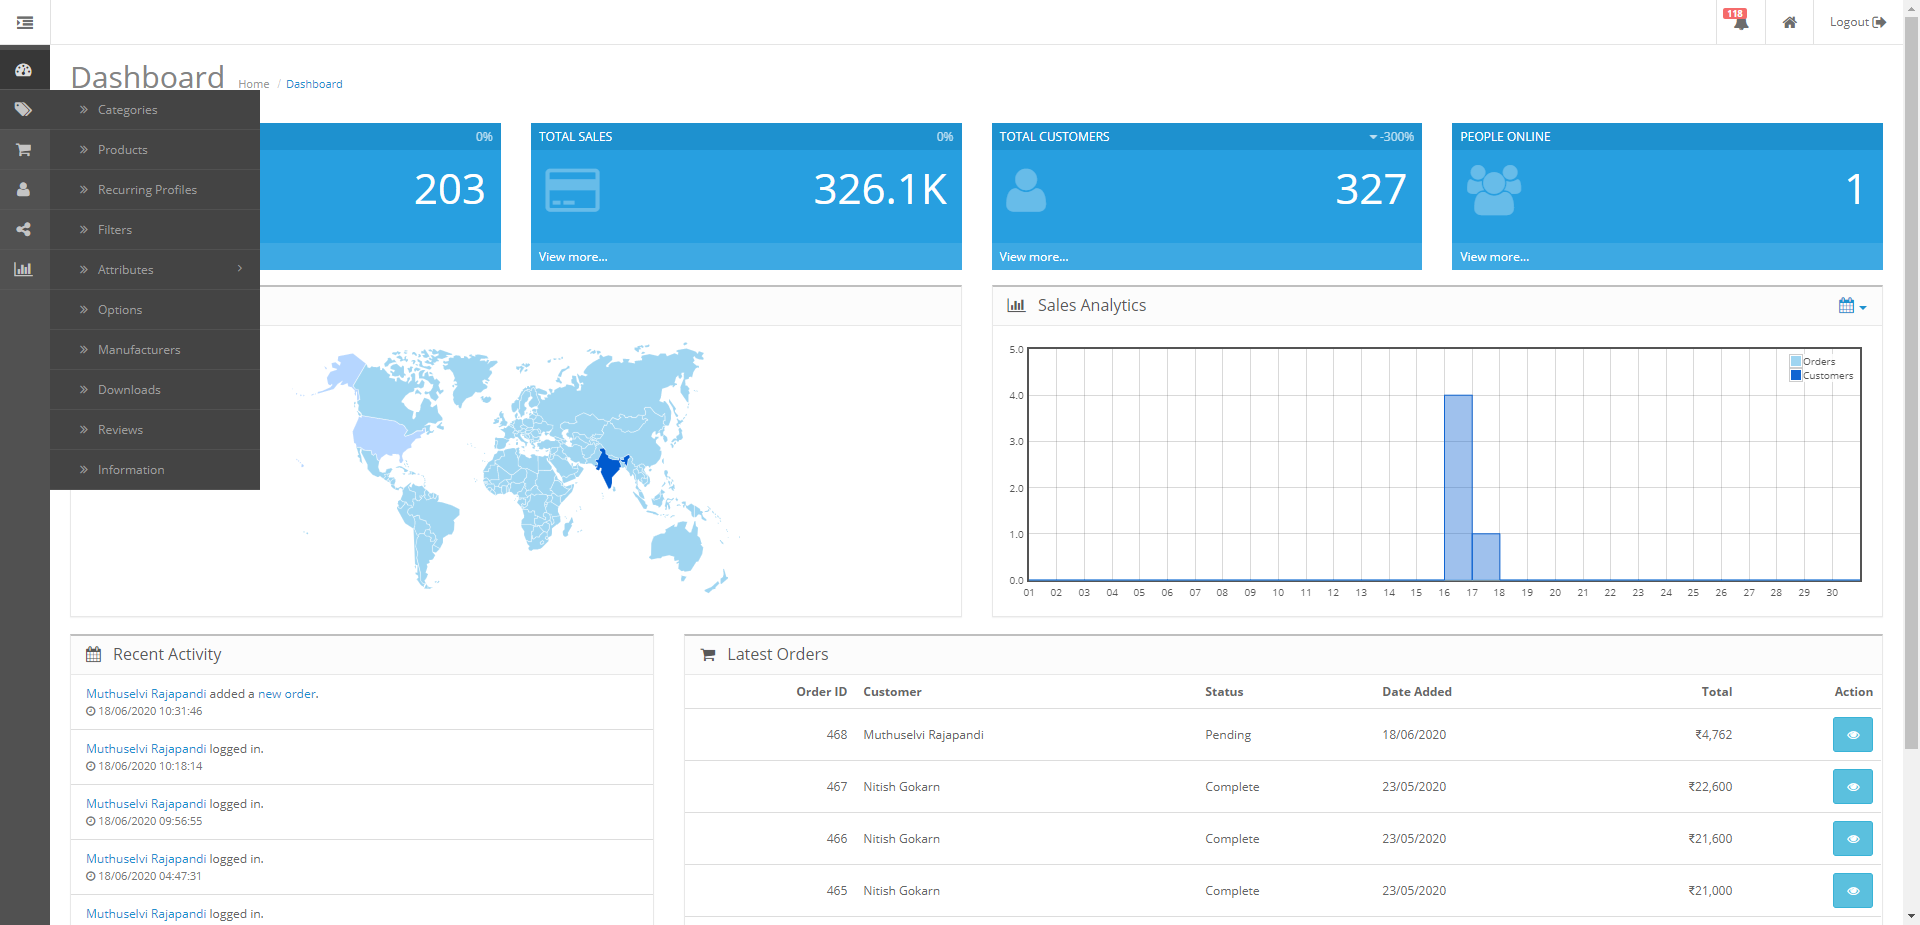 118
Logout
Dashboard Home / Dashboard
Categories
Products
Recurring Profiles
Filters
Attributes
Options
Manufacturers
Downloads
Reviews
Information
0%
203
TOTAL SALES 0%
326.1K
View more...
TOTAL CUSTOMERS -300%
327
View more...
PEOPLE ONLINE
1
View more...
Sales Analytics
Orders
Customers
5.0
4.0
3.0
2.0
1.0
0.0
01 02 03 04 05 06 07 08 09 10 11 12 13 14 15 16 17 18 19 20 21 22 23 24 25 26 27 28 29 30
Recent Activity
Muthuselvi Rajapandi added a new order.
18/06/2020 10:31:46
Muthuselvi Rajapandi logged in.
18/06/2020 10:18:14
Muthuselvi Rajapandi logged in.
18/06/2020 09:56:55
Muthuselvi Rajapandi logged in.
18/06/2020 04:47:31
Muthuselvi Rajapandi logged in.
Latest Orders
Order ID Customer Status Date Added Total Action
468 Muthuselvi Rajapandi Pending 18/06/2020 ₹4,762
467 Nitish Gokarn Complete 23/05/2020 ₹22,600
466 Nitish Gokarn Complete 23/05/2020 ₹21,600
465 Nitish Gokarn Complete 23/05/2020 ₹21,000